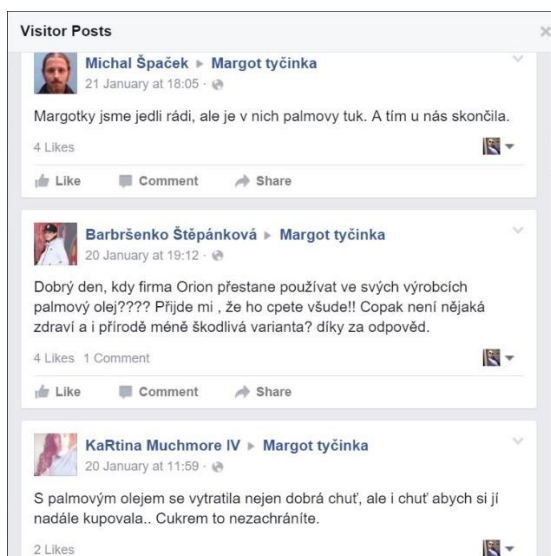 Visitor Posts
Michal Špaček ▸ Margot tyčinka
21 January at 18:05 ·
Margotky jsme jedli rádi, ale je v nich palmovy tuk. A tím u nás skončila.
4 Likes
Like Comment Share
Barbršenko Štěpánková ▸ Margot tyčinka
20 January at 19:12 ·
Dobrý den, kdy firma Orion přestane používat ve svých výrobcích
palmový olej???? Přijde mi , že ho cpete všude!! Copak není nějaká
zdraví a i přírodě méně škodlivá varianta? díky za odpověd.
4 Likes 1 Comment
Like Comment Share
KaRtina Muchmore IV ▸ Margot tyčinka
20 January at 11:59 ·
S palmovým olejem se vytratila nejen dobrá chuť, ale i chuť abych si jí
nadále kupovala.. Cukrem to nezachráníte.
2 Likes